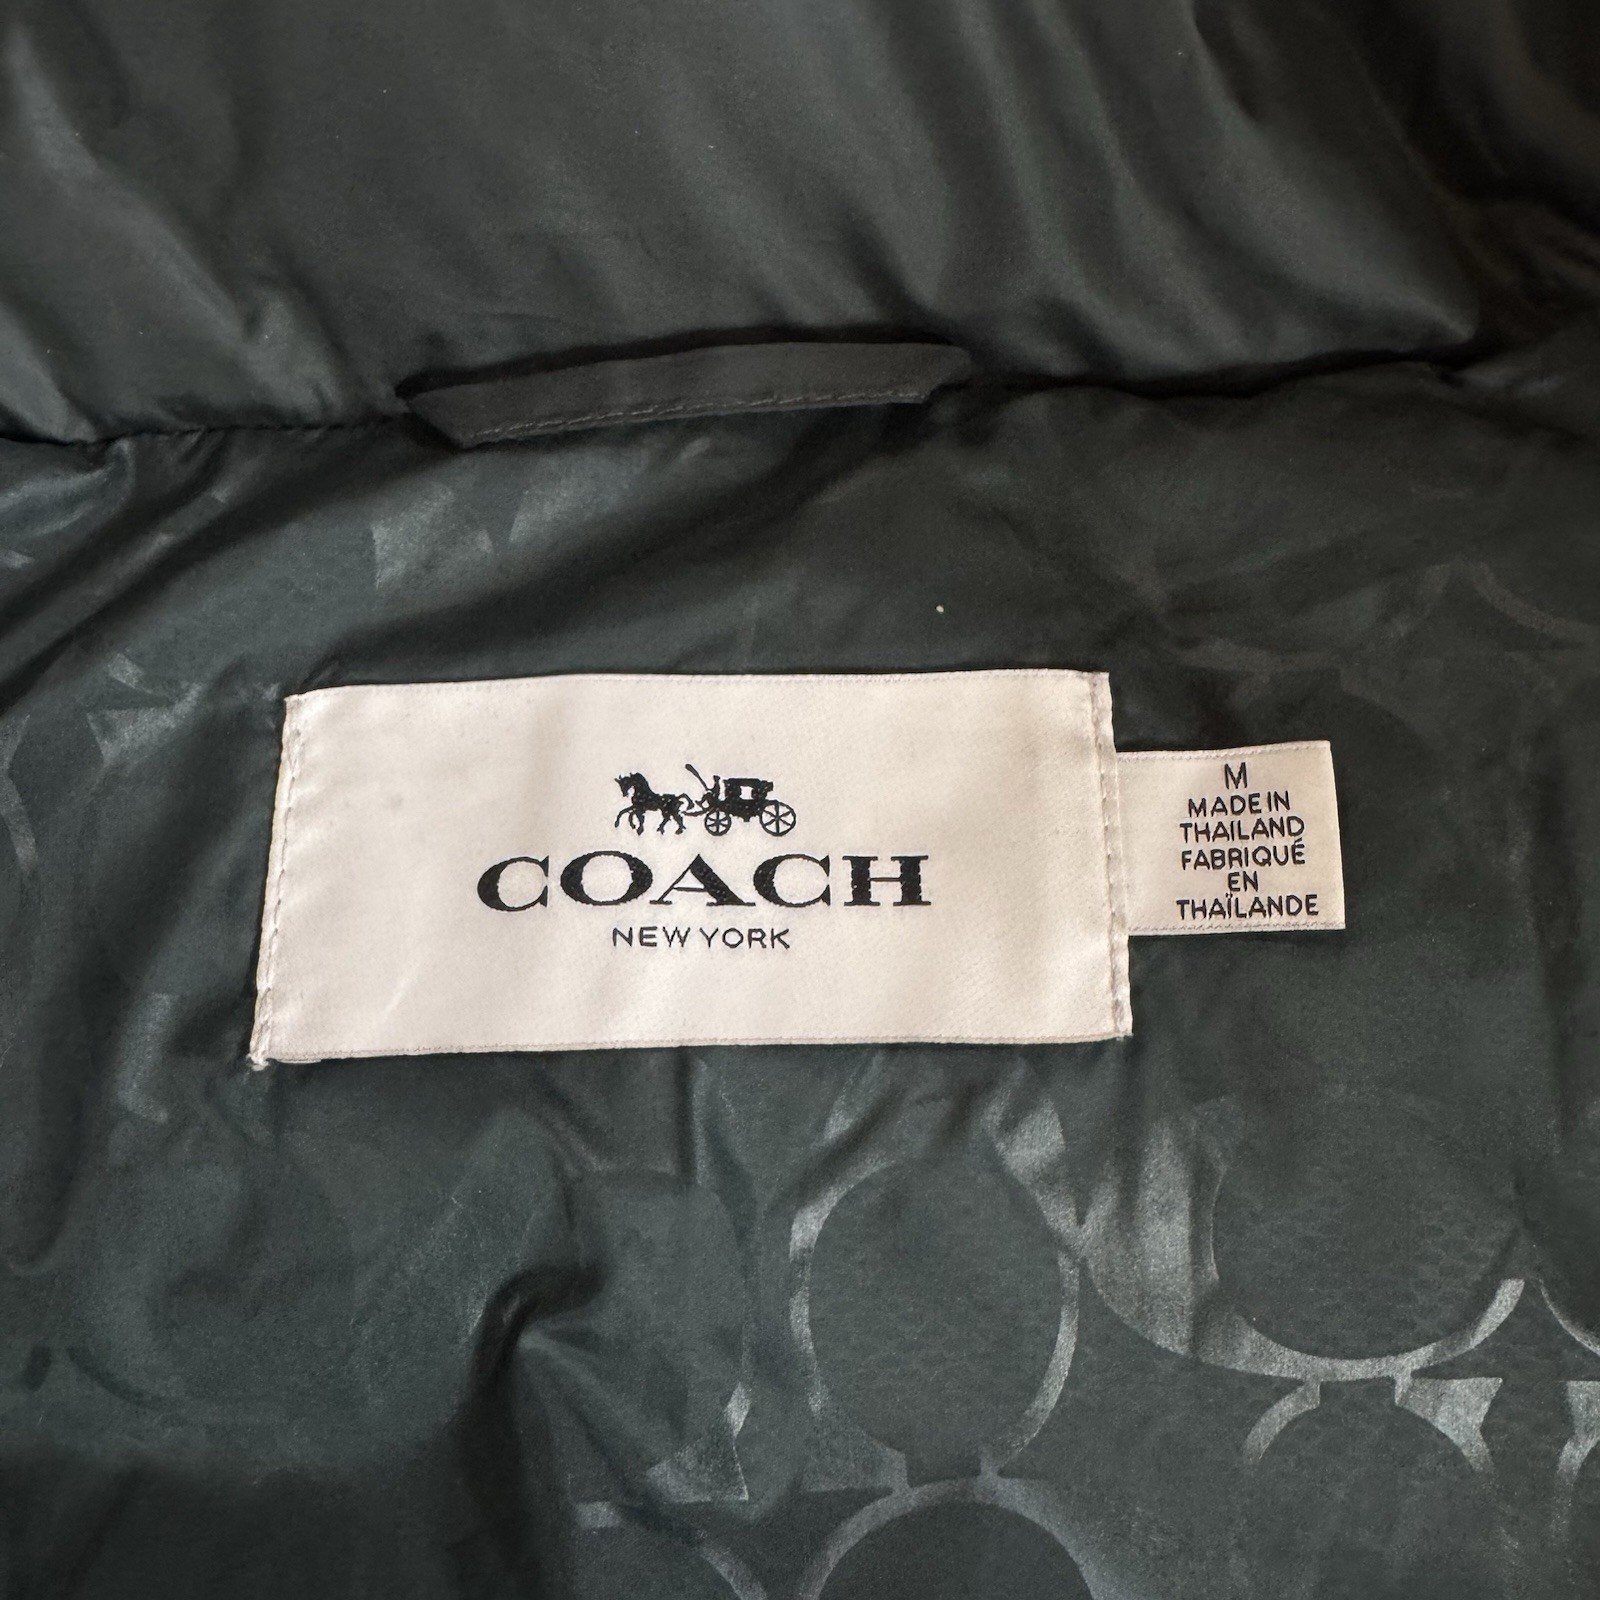 COACH
NEW YORK
M
MADE IN
THAILAND
FABRIQUÉ
EN
THAÏLANDE